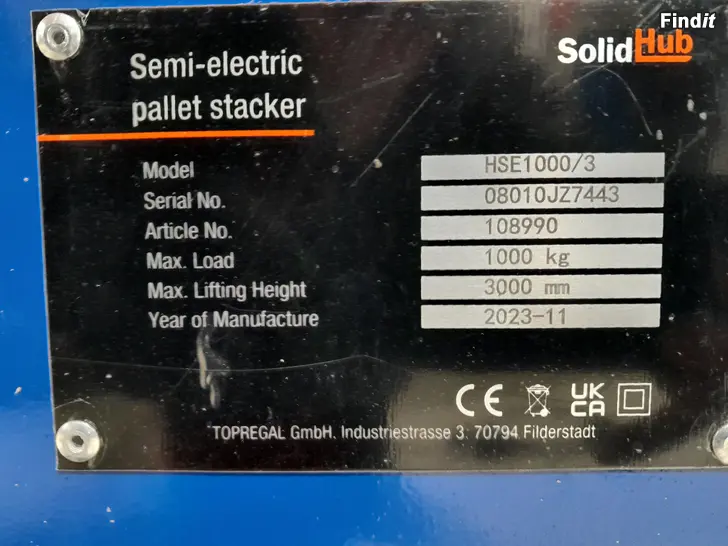 Findit
SolidHub
Semi-electric
pallet stacker
Model HSE1000/3
Serial No. 08010JZ7443
Article No. 108990
Max. Load 1000 kg
Max. Lifting Height 3000 mm
Year of Manufacture 2023-11
CE UK CA
TOPREGAL GmbH. Industriestrasse 3. 70794 Filderstadt